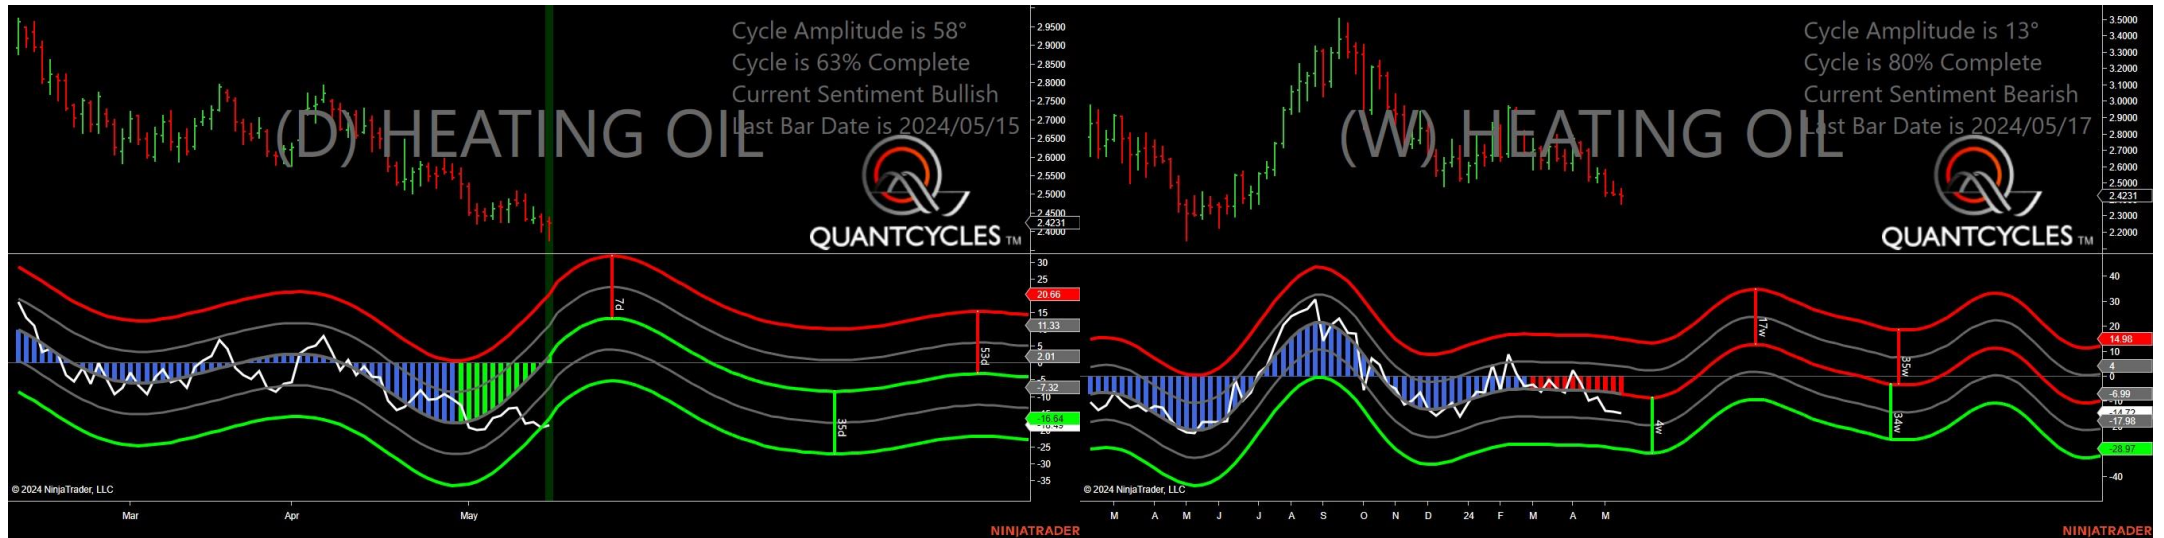 Cycle Amplitude is 58°
Cycle is 63% Complete
Current Sentiment Bullish
Last Bar Date is 2024/05/15
(D) HEATING OIL
QUANTCYCLES TM
2.9500
2.9000
2.8500
2.8000
2.7500
2.7000
2.6500
2.6000
2.5500
2.5000
2.4500
2.4231
2.4000
30
25
20.66
15
11.33
5
2.01
-7.32
-10
-16.64
-25
-30
-35
7d
35d
53d
© 2024 NinjaTrader, LLC
Mar
Apr
May
NINJATRADER
Cycle Amplitude is 13°
Cycle is 80% Complete
Current Sentiment Bearish
Last Bar Date is 2024/05/17
(W) HEATING OIL
QUANTCYCLES TM
3.5000
3.4000
3.3000
3.2000
3.1000
3.0000
2.9000
2.8000
2.7000
2.6000
2.5000
2.4231
2.3000
2.2000
40
30
20
14.98
10
4
0
-6.99
-14.72
-17.98
-28.97
-40
17w
35w
4w
34w
© 2024 NinjaTrader, LLC
M A M J J A S O N D 24 F M A M
NINJATRADER